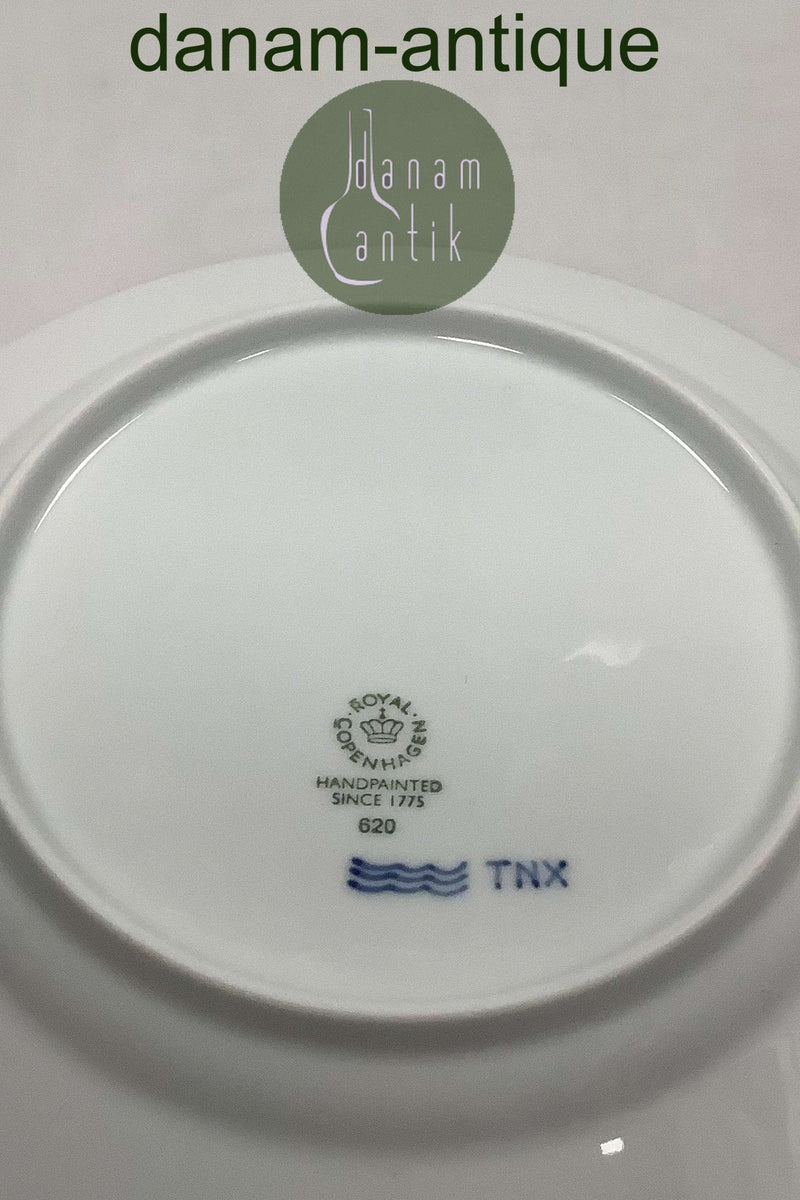 danam-antique
danam
antik
ROYAL COPENHAGEN
HANDPAINTED
SINCE 1775
620
TNX